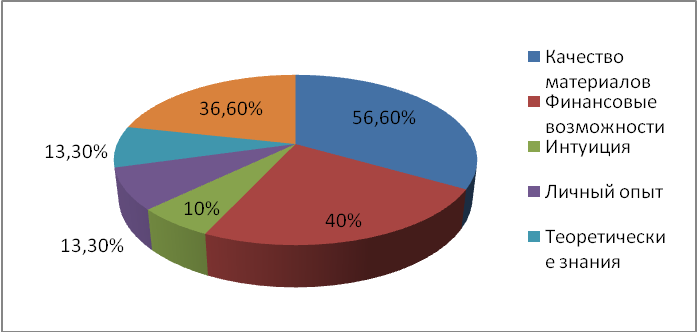 56,60%
40%
10%
13,30%
13,30%
36,60%
Качество
материалов
Финансовые
возможности
Интуиция
Личный опыт
Теоретически
е знания